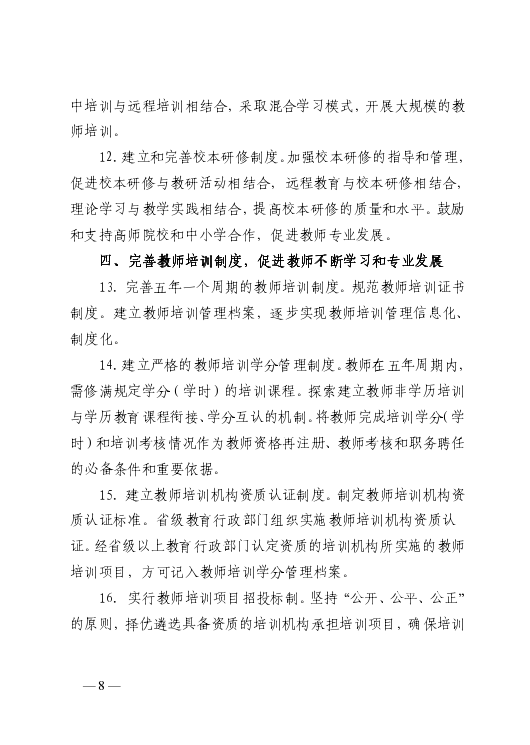 中培训与远程培训相结合，采取混合学习模式，开展大规模的教
师培训。
12. 建立和完善校本研修制度。加强校本研修的指导和管理，
促进校本研修与教研活动相结合，远程教育与校本研修相结合，
理论学习与教学实践相结合，提高校本研修的质量和水平。鼓励
和支持高师院校和中小学合作，促进教师专业发展。
四、完善教师培训制度，促进教师不断学习和专业发展
13. 完善五年一个周期的教师培训制度。规范教师培训证书
制度。建立教师培训管理档案，逐步实现教师培训管理信息化、
制度化。
14. 建立严格的教师培训学分管理制度。教师在五年周期内，
需修满规定学分（学时）的培训课程。探索建立教师非学历培训
与学历教育课程衔接、学分互认的机制。将教师完成培训学分（学
时）和培训考核情况作为教师资格再注册、教师考核和职务聘任
的必备条件和重要依据。
15. 建立教师培训机构资质认证制度。制定教师培训机构资
质认证标准。省级教育行政部门组织实施教师培训机构资质认
证。经省级以上教育行政部门认定资质的培训机构所实施的教师
培训项目，方可记入教师培训学分管理档案。
16. 实行教师培训项目招投标制。坚持“公开、公平、公正”
的原则，择优遴选具备资质的培训机构承担培训项目，确保培训
— 8 —